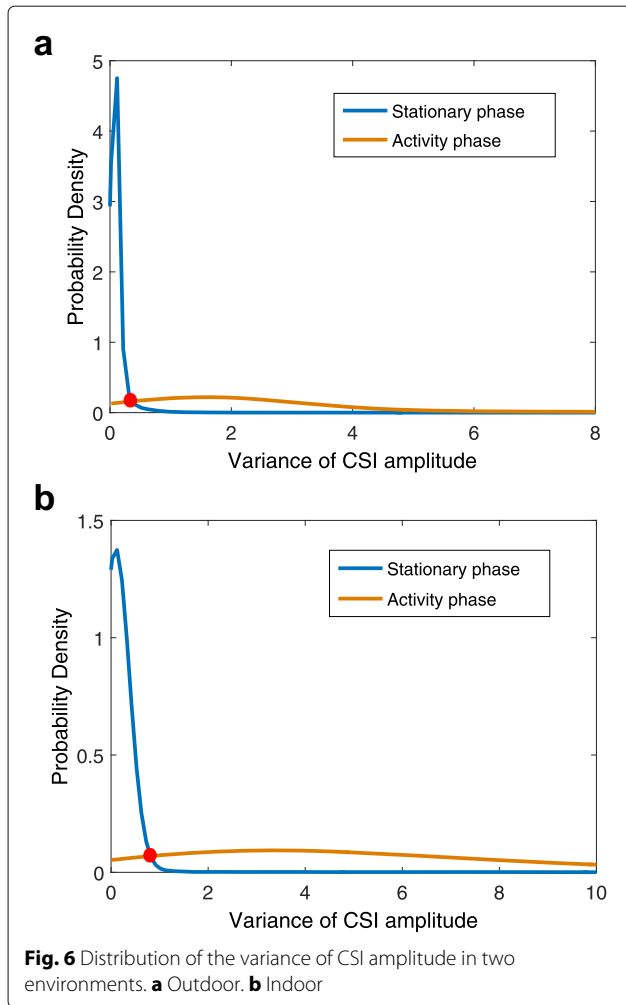 a
5
4
3
2
1
0
Probability Density
Stationary phase
Activity phase
0 2 4 6 8
Variance of CSI amplitude
b
1.5
1
0.5
0
Probability Density
Stationary phase
Activity phase
0 2 4 6 8 10
Variance of CSI amplitude
Fig. 6 Distribution of the variance of CSI amplitude in two
environments. a Outdoor. b Indoor